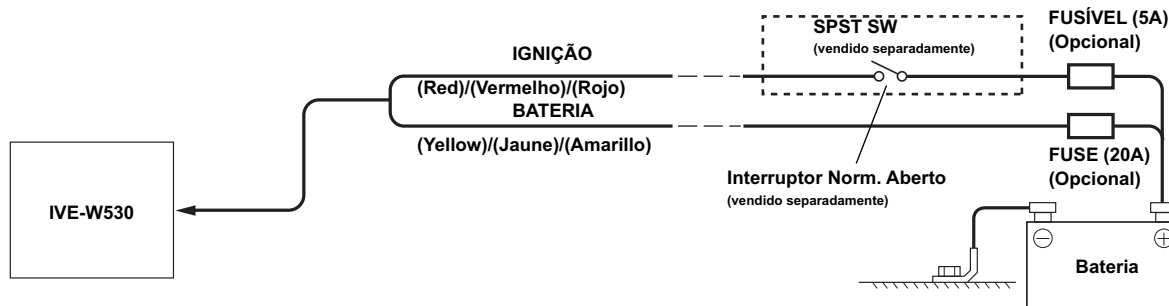 SPST SW
(vendido separadamente)
FUSÍVEL (5A)
(Opcional)
IGNIÇÃO
(Red)/(Vermelho)/(Rojo)
BATERIA
(Yellow)/(Jaune)/(Amarillo)
Interruptor Norm. Aberto
(vendido separadamente)
FUSE (20A)
(Opcional)
IVE-W530
Bateria